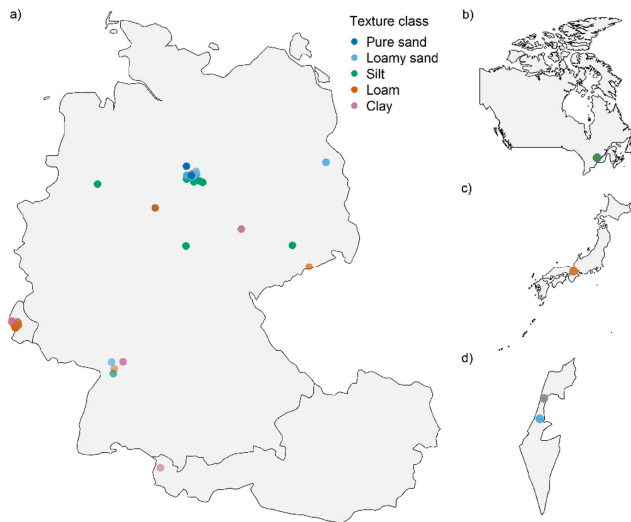 a)
Texture class
Pure sand
Loamy sand
Silt
Loam
Clay
b)
c)
d)